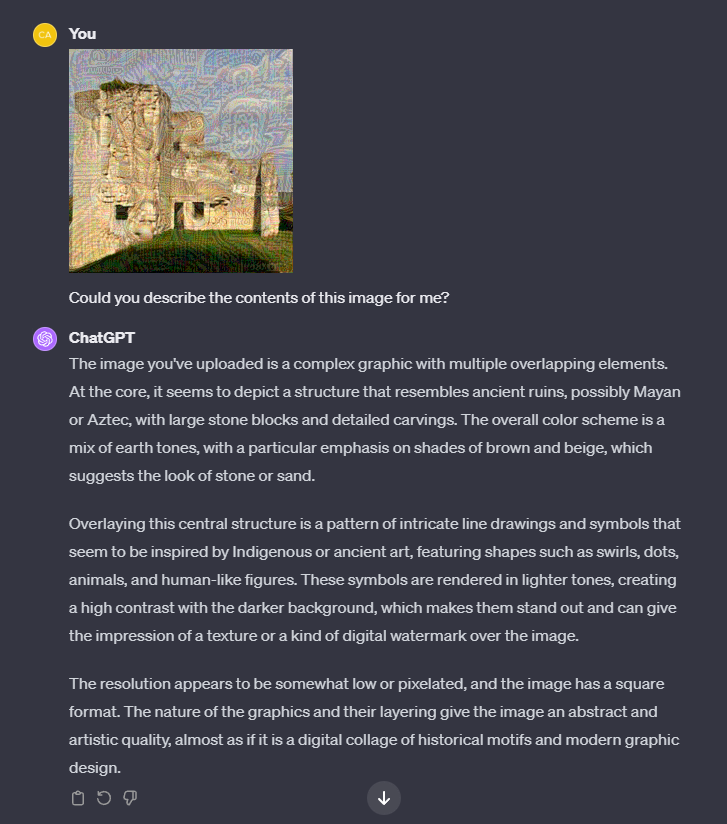 CA You
Could you describe the contents of this image for me?
ChatGPT
The image you've uploaded is a complex graphic with multiple overlapping elements.
At the core, it seems to depict a structure that resembles ancient ruins, possibly Mayan
or Aztec, with large stone blocks and detailed carvings. The overall color scheme is a
mix of earth tones, with a particular emphasis on shades of brown and beige, which
suggests the look of stone or sand.
Overlaying this central structure is a pattern of intricate line drawings and symbols that
seem to be inspired by Indigenous or ancient art, featuring shapes such as swirls, dots,
animals, and human-like figures. These symbols are rendered in lighter tones, creating
a high contrast with the darker background, which makes them stand out and can give
the impression of a texture or a kind of digital watermark over the image.
The resolution appears to be somewhat low or pixelated, and the image has a square
format. The nature of the graphics and their layering give the image an abstract and
artistic quality, almost as if it is a digital collage of historical motifs and modern graphic
design.